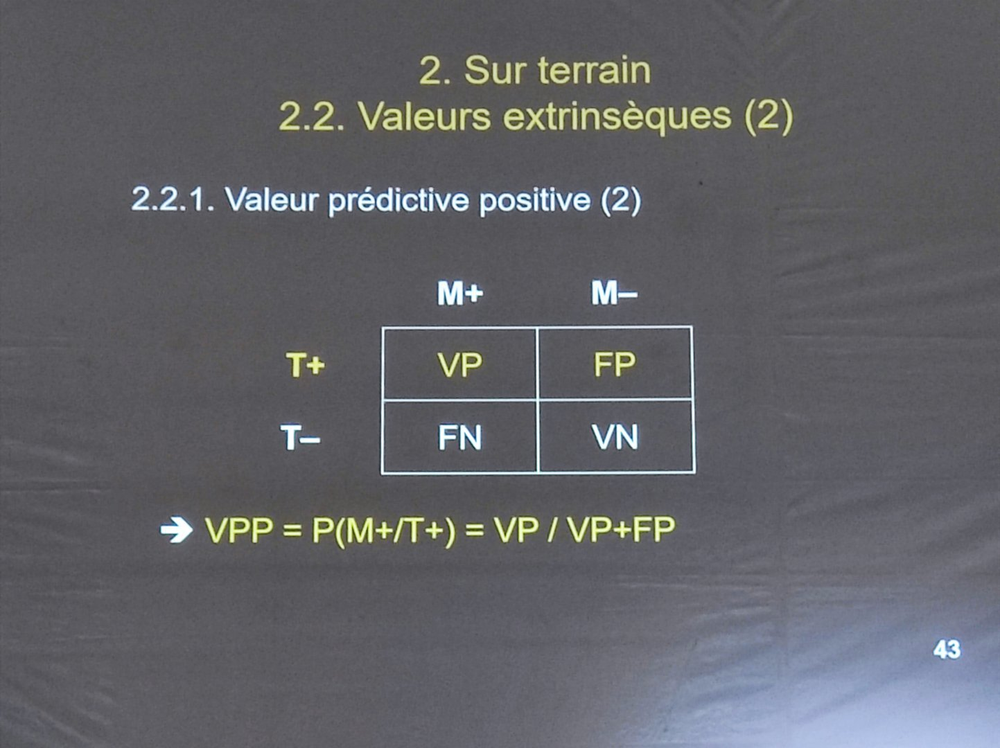 2. Sur terrain
2.2. Valeurs extrinsèques (2)
2.2.1. Valeur prédictive positive (2)
M+ M–
T+ VP FP
T– FN VN
➔ VPP = P(M+/T+) = VP / VP+FP
43